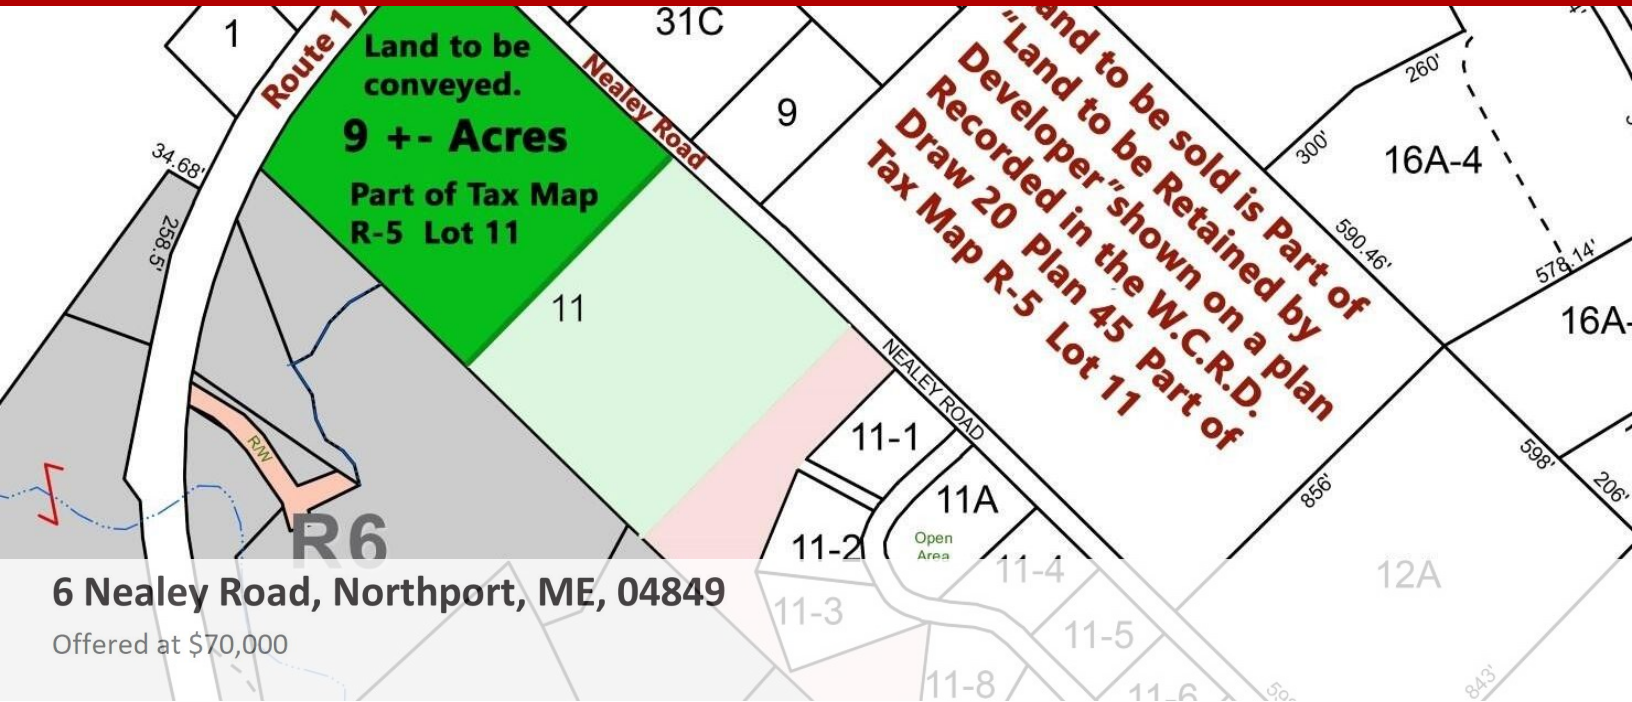 1
Route 1
31C
Land to be
conveyed.
9 +- Acres
Part of Tax Map
R-5 Lot 11
Nealey Road
9
and to be sold is Part of
"Land to be Retained by
Developer"shown on a plan
Recorded in the W.C.R.D.
Draw 20 Plan 45 Part of
Tax Map R-5 Lot 11
260'
300'
16A-4
590.46'
578.14'
16A-
34.68'
258.5'
11
NEALEY ROAD
11-1
11A
Open
Area
11-2
R/W
R6
598'
206'
856'
11-4
12A
11-3
11-5
11-8
11-6
843'
6 Nealey Road, Northport, ME, 04849
Offered at $70,000